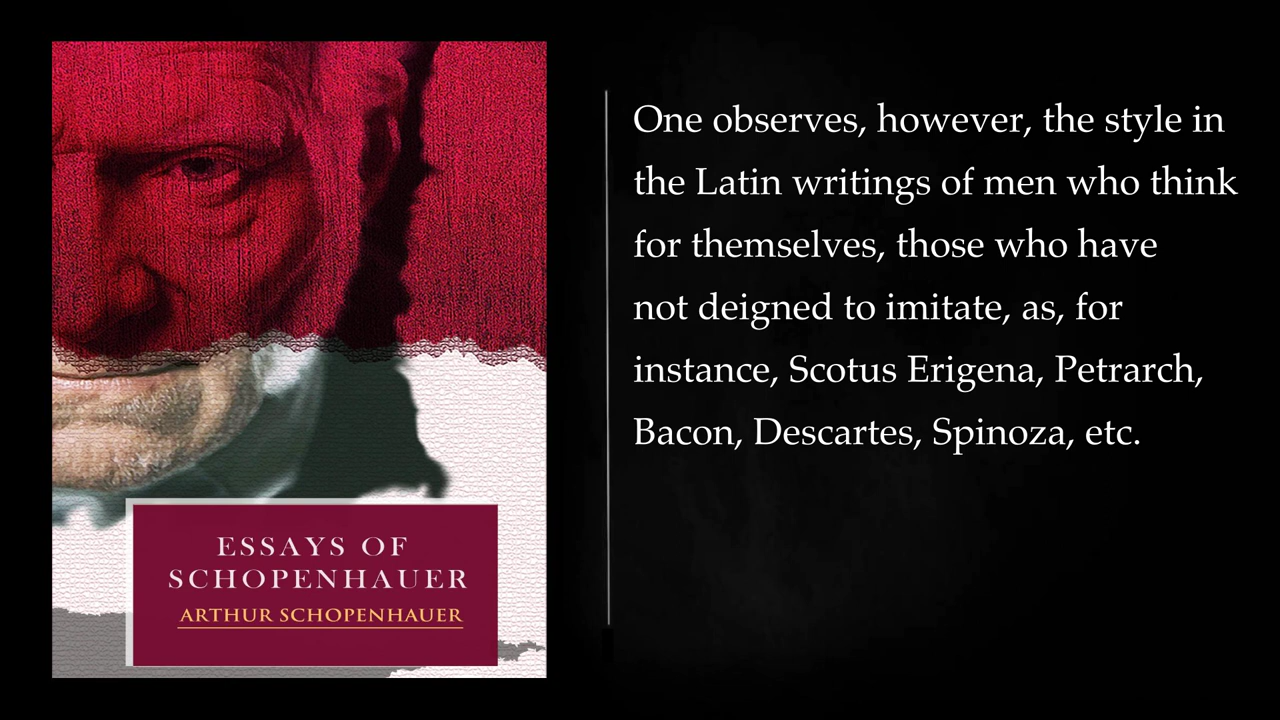 One observes, however, the style in
the Latin writings of men who think
for themselves, those who have
not deigned to imitate, as, for
instance, Scotus Erigena, Petrarch,
Bacon, Descartes, Spinoza, etc.
ESSAYS OF
SCHOPENHAUER
ARTHUR SCHOPENHAUER